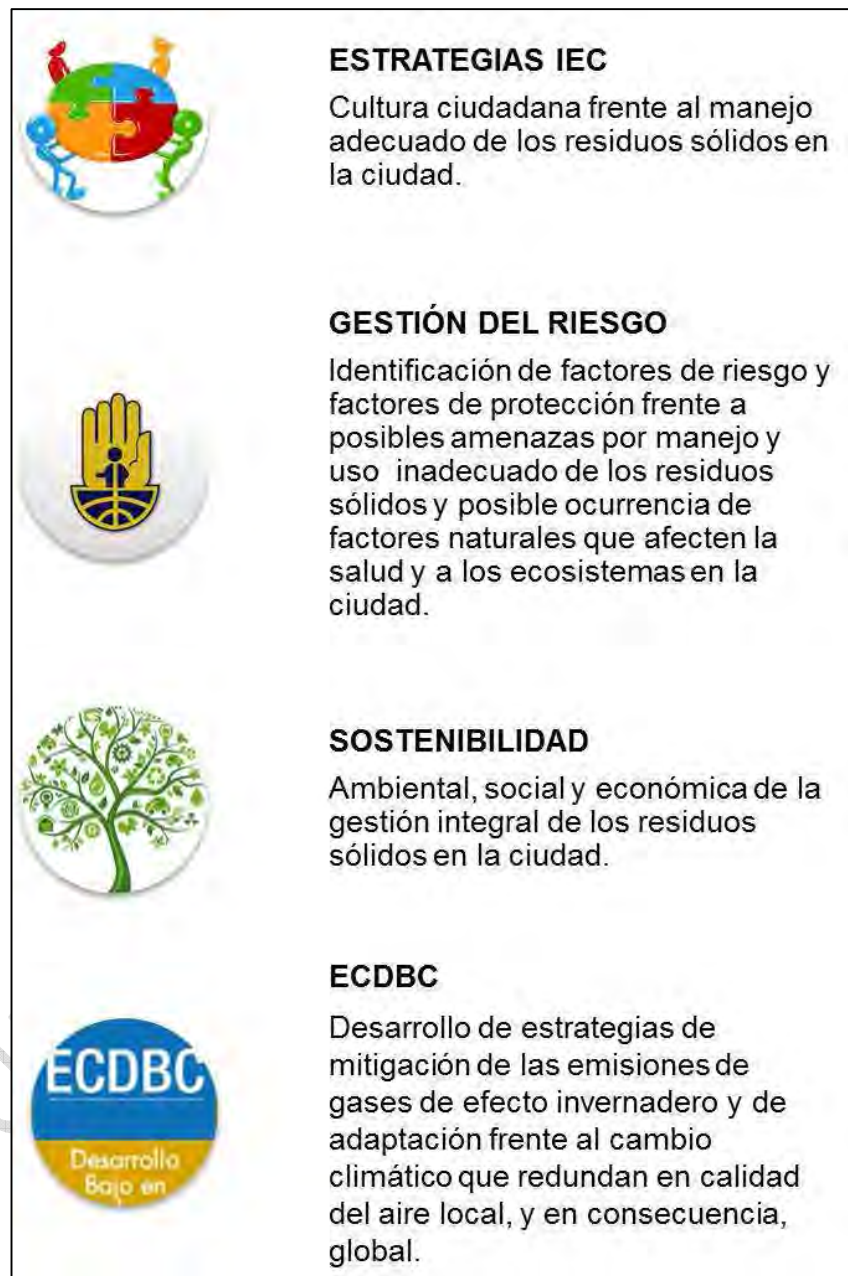 ESTRATEGIAS IEC
Cultura ciudadana frente al manejo
adecuado de los residuos sólidos en
la ciudad.
GESTIÓN DEL RIESGO
Identificación de factores de riesgo y
factores de protección frente a
posibles amenazas por manejo y
uso inadecuado de los residuos
sólidos y posible ocurrencia de
factores naturales que afecten la
salud y a los ecosistemas en la
ciudad.
SOSTENIBILIDAD
Ambiental, social y económica de la
gestión integral de los residuos
sólidos en la ciudad.
ECDBC
Desarrollo
Bajo en
ECDBC
Desarrollo de estrategias de
mitigación de las emisiones de
gases de efecto invernadero y de
adaptación frente al cambio
climático que redundan en calidad
del aire local, y en consecuencia,
global.